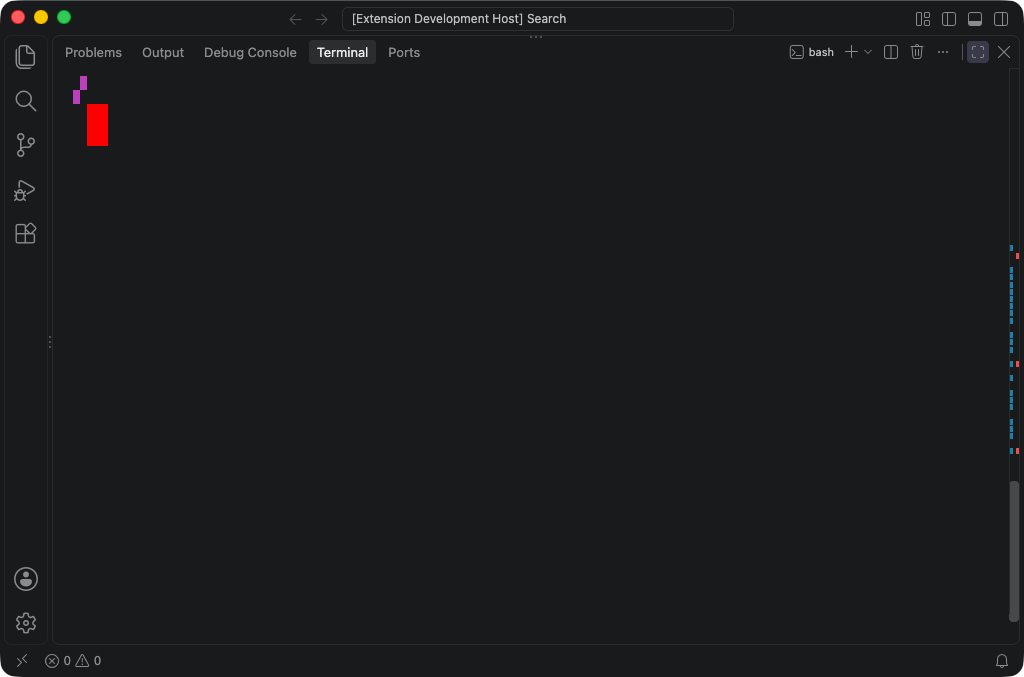 [Extension Development Host] Search
Problems Output Debug Console Terminal Ports bash
0 0